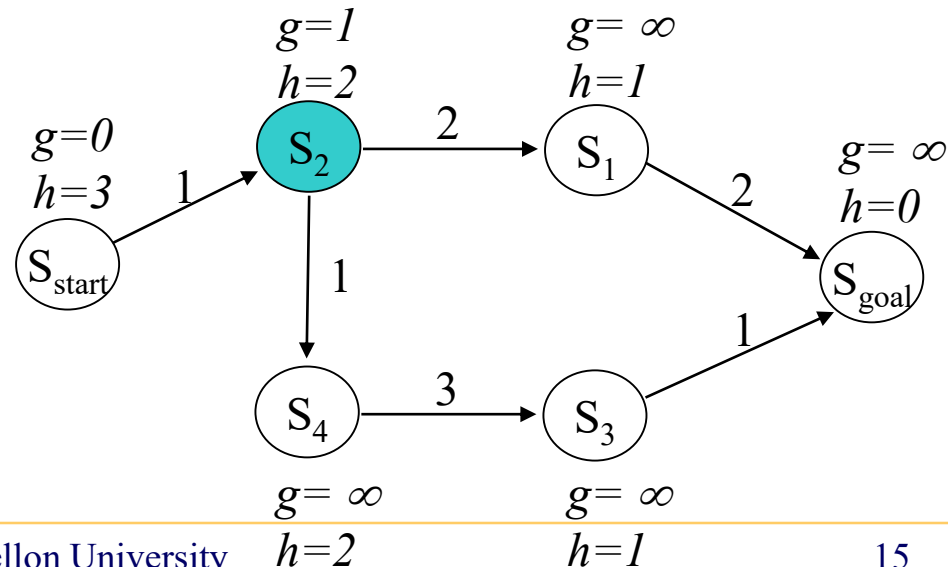 g=1
h=2
g= ∞
h=1
g=0
h=3
g= ∞
h=0
S2
2
S1
1
2
Sstart
1
Sgoal
1
S4
3
S3
g= ∞
h=2
g= ∞
h=1
ellon University
15